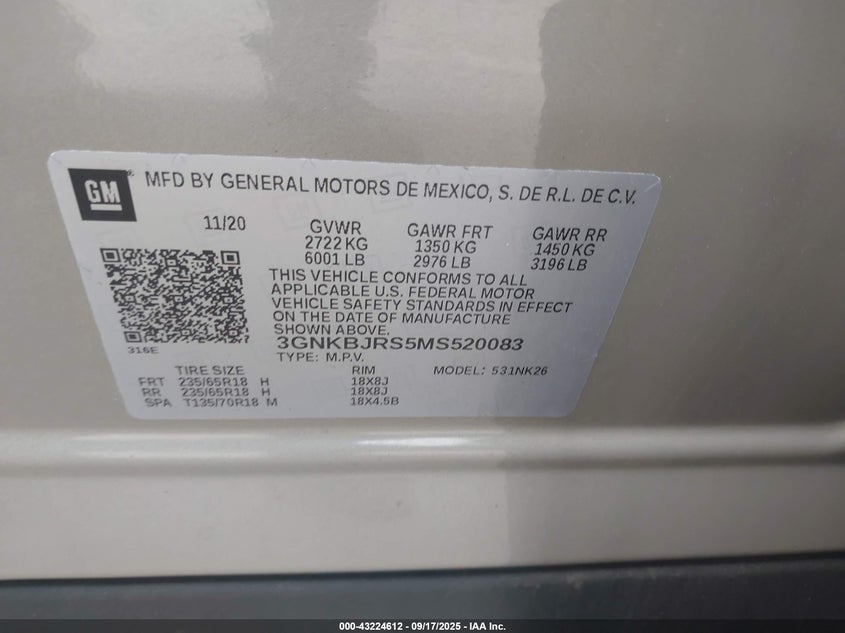 GM
MFD BY GENERAL MOTORS DE MEXICO, S. DE R.L. DE C.V.
11/20 GVWR GAWR FRT GAWR RR
2722 KG 1350 KG 1450 KG
6001 LB 2976 LB 3196 LB
THIS VEHICLE CONFORMS TO ALL
APPLICABLE U.S. FEDERAL MOTOR
VEHICLE SAFETY STANDARDS IN EFFECT
ON THE DATE OF MANUFACTURE
SHOWN ABOVE.
316E
3GNKBJRS5MS520083
TYPE: M.P.V.
TIRE SIZE RIM MODEL: 531NK26
FRT 235/65R18 H 18X8J
RR 235/65R18 H 18X8J
SPA T135/70R18 M 18X4.5B
000-43224612 - 09/17/2025 - IAA Inc.